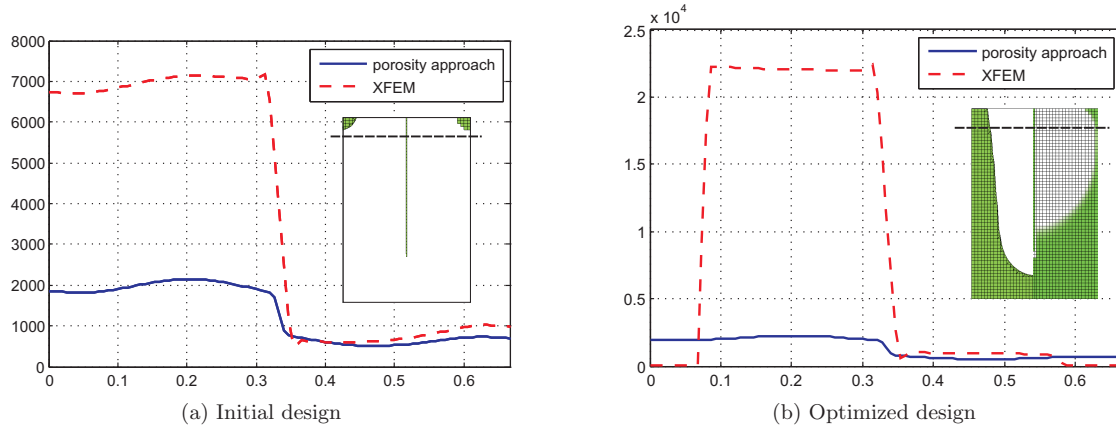 8000
7000
6000
5000
4000
3000
2000
1000
0
0 0.1 0.2 0.3 0.4 0.5 0.6
porosity approach
XFEM
(a) Initial design
x 10⁴
2.5
2
1.5
1
0.5
0
0 0.1 0.2 0.3 0.4 0.5 0.6
porosity approach
XFEM
(b) Optimized design